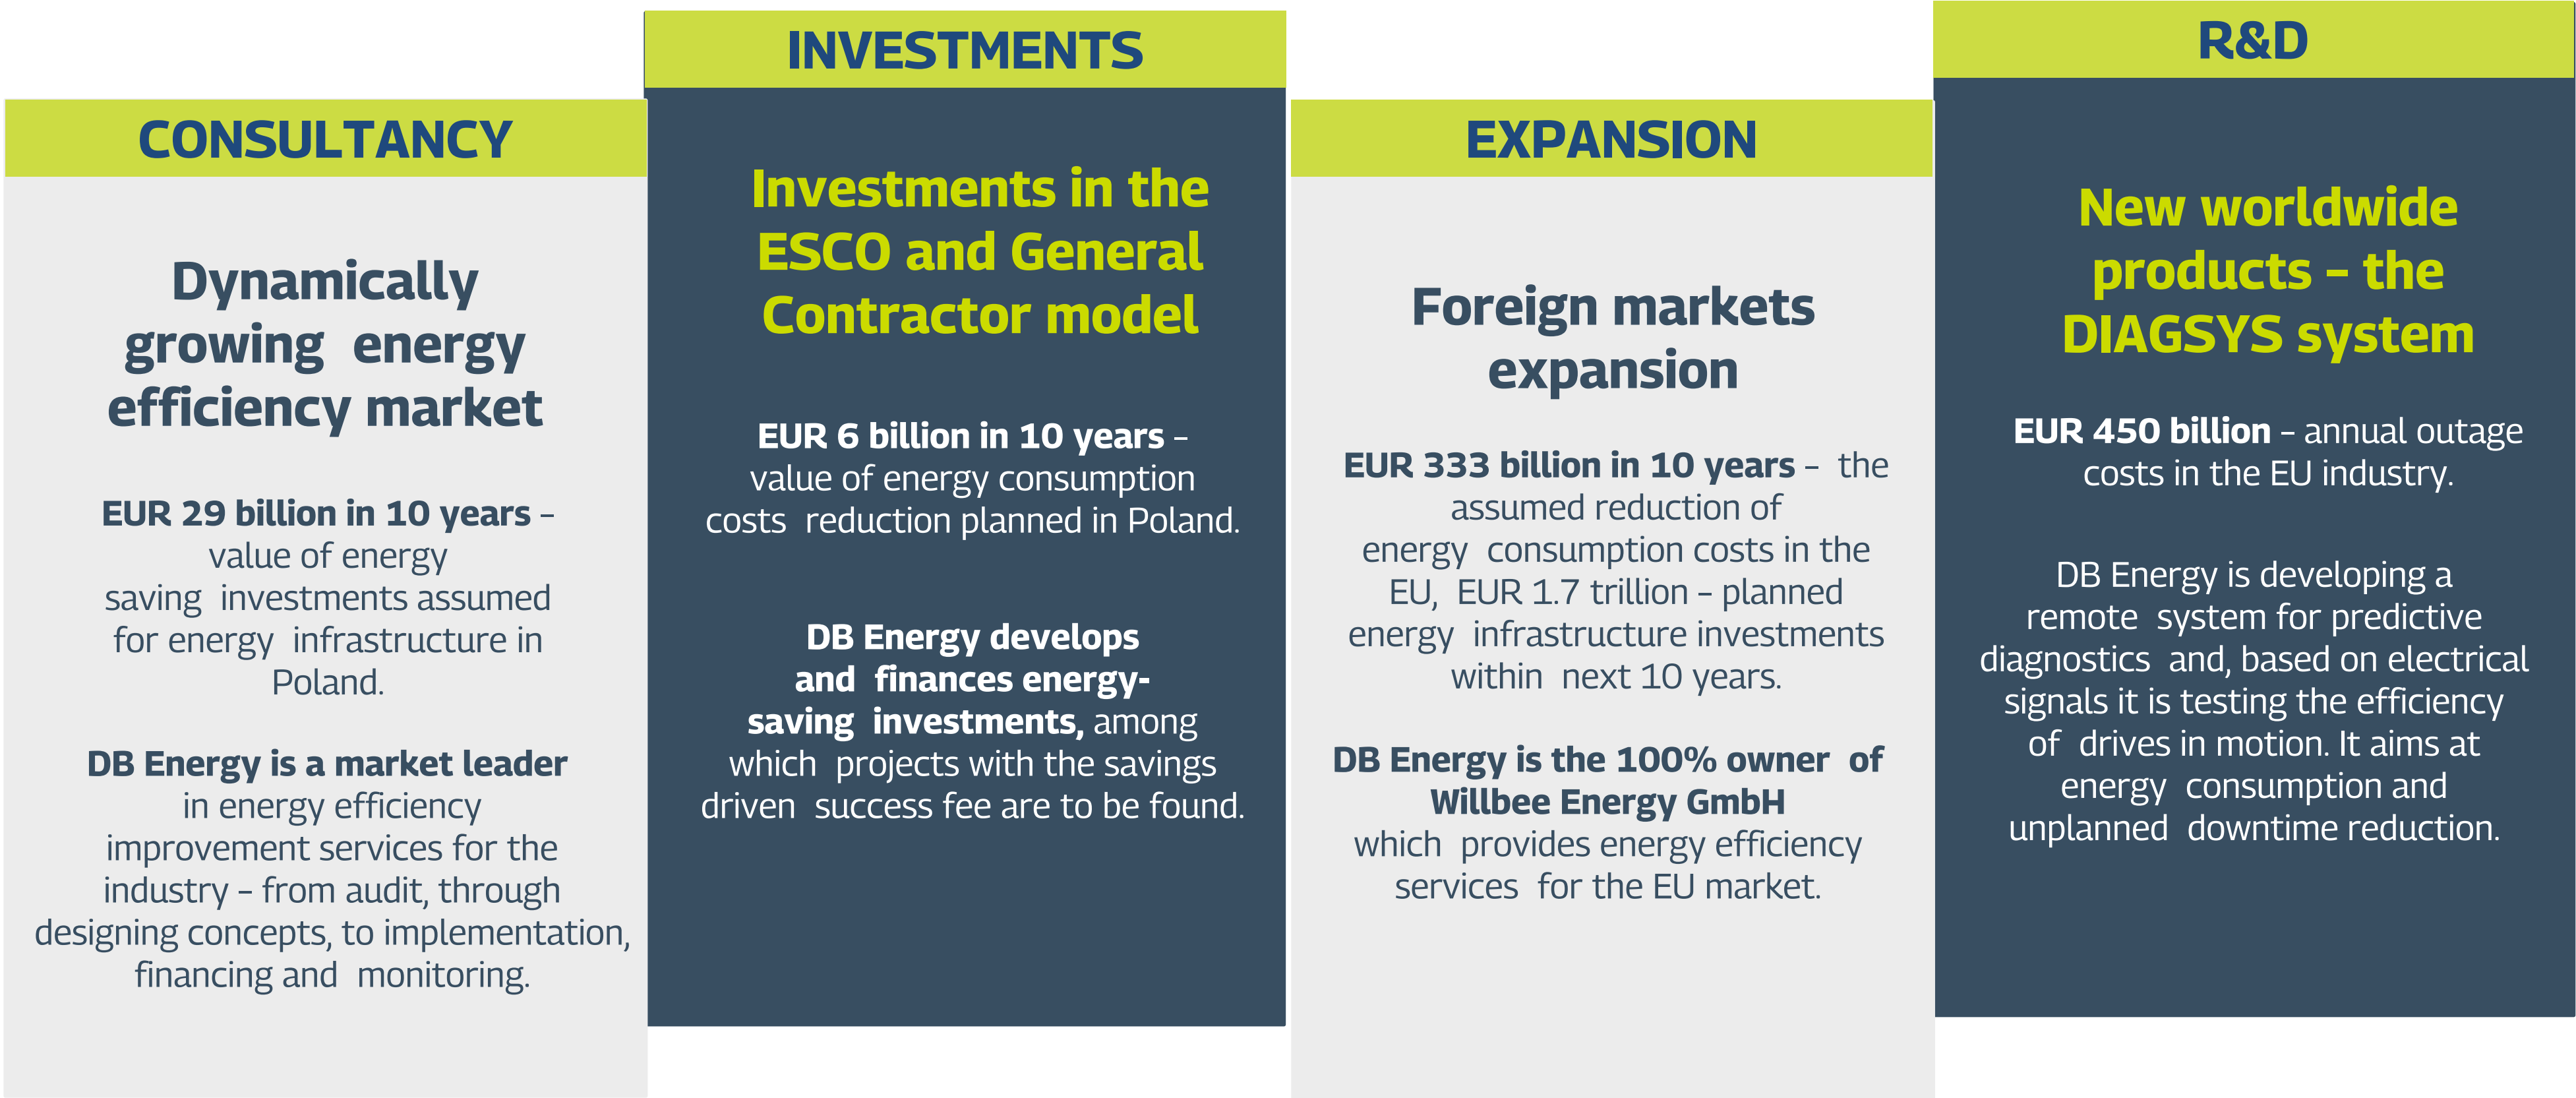 CONSULTANCY
Dynamically
growing energy
efficiency market
EUR 29 billion in 10 years –
value of energy
saving investments assumed
for energy infrastructure in
Poland.
DB Energy is a market leader
in energy efficiency
improvement services for the
industry – from audit, through
designing concepts, to implementation,
financing and monitoring.
INVESTMENTS
Investments in the
ESCO and General
Contractor model
EUR 6 billion in 10 years –
value of energy consumption
costs reduction planned in Poland.
DB Energy develops
and finances energy-
saving investments, among
which projects with the savings
driven success fee are to be found.
EXPANSION
Foreign markets
expansion
EUR 333 billion in 10 years – the
assumed reduction of
energy consumption costs in the
EU, EUR 1.7 trillion – planned
energy infrastructure investments
within next 10 years.
DB Energy is the 100% owner of
Willbee Energy GmbH
which provides energy efficiency
services for the EU market.
R&D
New worldwide
products – the
DIAGSYS system
EUR 450 billion – annual outage
costs in the EU industry.
DB Energy is developing a
remote system for predictive
diagnostics and, based on electrical
signals it is testing the efficiency
of drives in motion. It aims at
energy consumption and
unplanned downtime reduction.